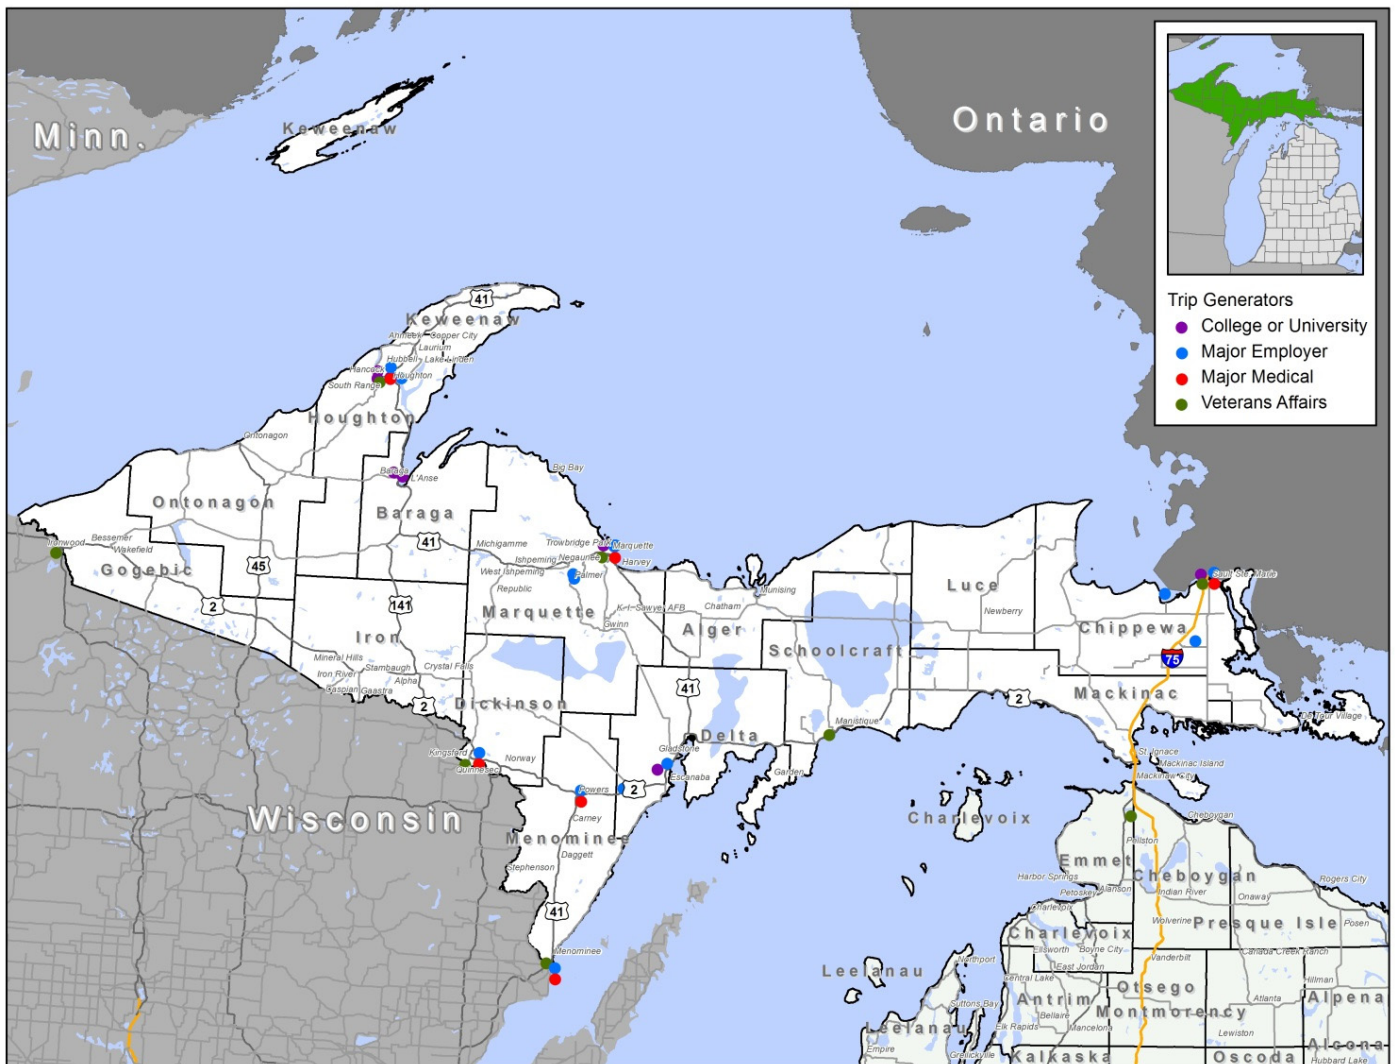 Minn.
Keweenaw
Ontario
Trip Generators
College or University
Major Employer
Major Medical
Veterans Affairs
41
Keweenaw
Ahmeek
Copper City
Laurium
Hubbell
Lake Linden
Hancock
Houghton
South Range
Houghton
Ontonagon
Baraga
L'Anse
Big Bay
Ontonagon
Baraga
41
Ironwood
Bessemer
Wakefield
Gogebic
45
2
Michigamme
Trowbridge Park
Marquette
Ishpeming
Negaunee
Harvey
West Ishpeming
Palmer
Republic
Marquette
K. I. Sawyer AFB
Gwinn
Chatham
Munising
Alger
Luce
Newberry
Sault Ste. Marie
Chippewa
75
141
Iron
Mineral Hills
Stambaugh
Iron River
Crystal Falls
Alpha
Caspian
Gaastra
2
Dickinson
Schoolcraft
41
Mackinac
2
De Tour Village
Manistique
Delta
Gladstone
Kingsford
Norway
Quinnesec
Escanaba
Garden
St. Ignace
Mackinac Island
Mackinaw City
Powers
2
Carney
Wisconsin
Menominee
Daggett
Stephenson
41
Menominee
Charlevoix
Cheboygan
Pellston
Emmet
Cheboygan
Harbor Springs
Petoskey
Alanson
Indian River
Onaway
Rogers City
Charlevoix
Wolverine
Presque Isle
Posen
Charlevoix
Ellsworth
Boyne City
Vanderbilt
Canada Creek Ranch
East Jordan
Northport
Leelanau
Central Lake
Hillman
Otsego
Antrim
Atlanta
Alpena
Suttons Bay
Bellaire
Montmorency
Leelanau
Elk Rapids
Mancelona
Lewiston
Alcona
Empire
Greilickville
Kalkaska
Oscoda
Hubbard Lake